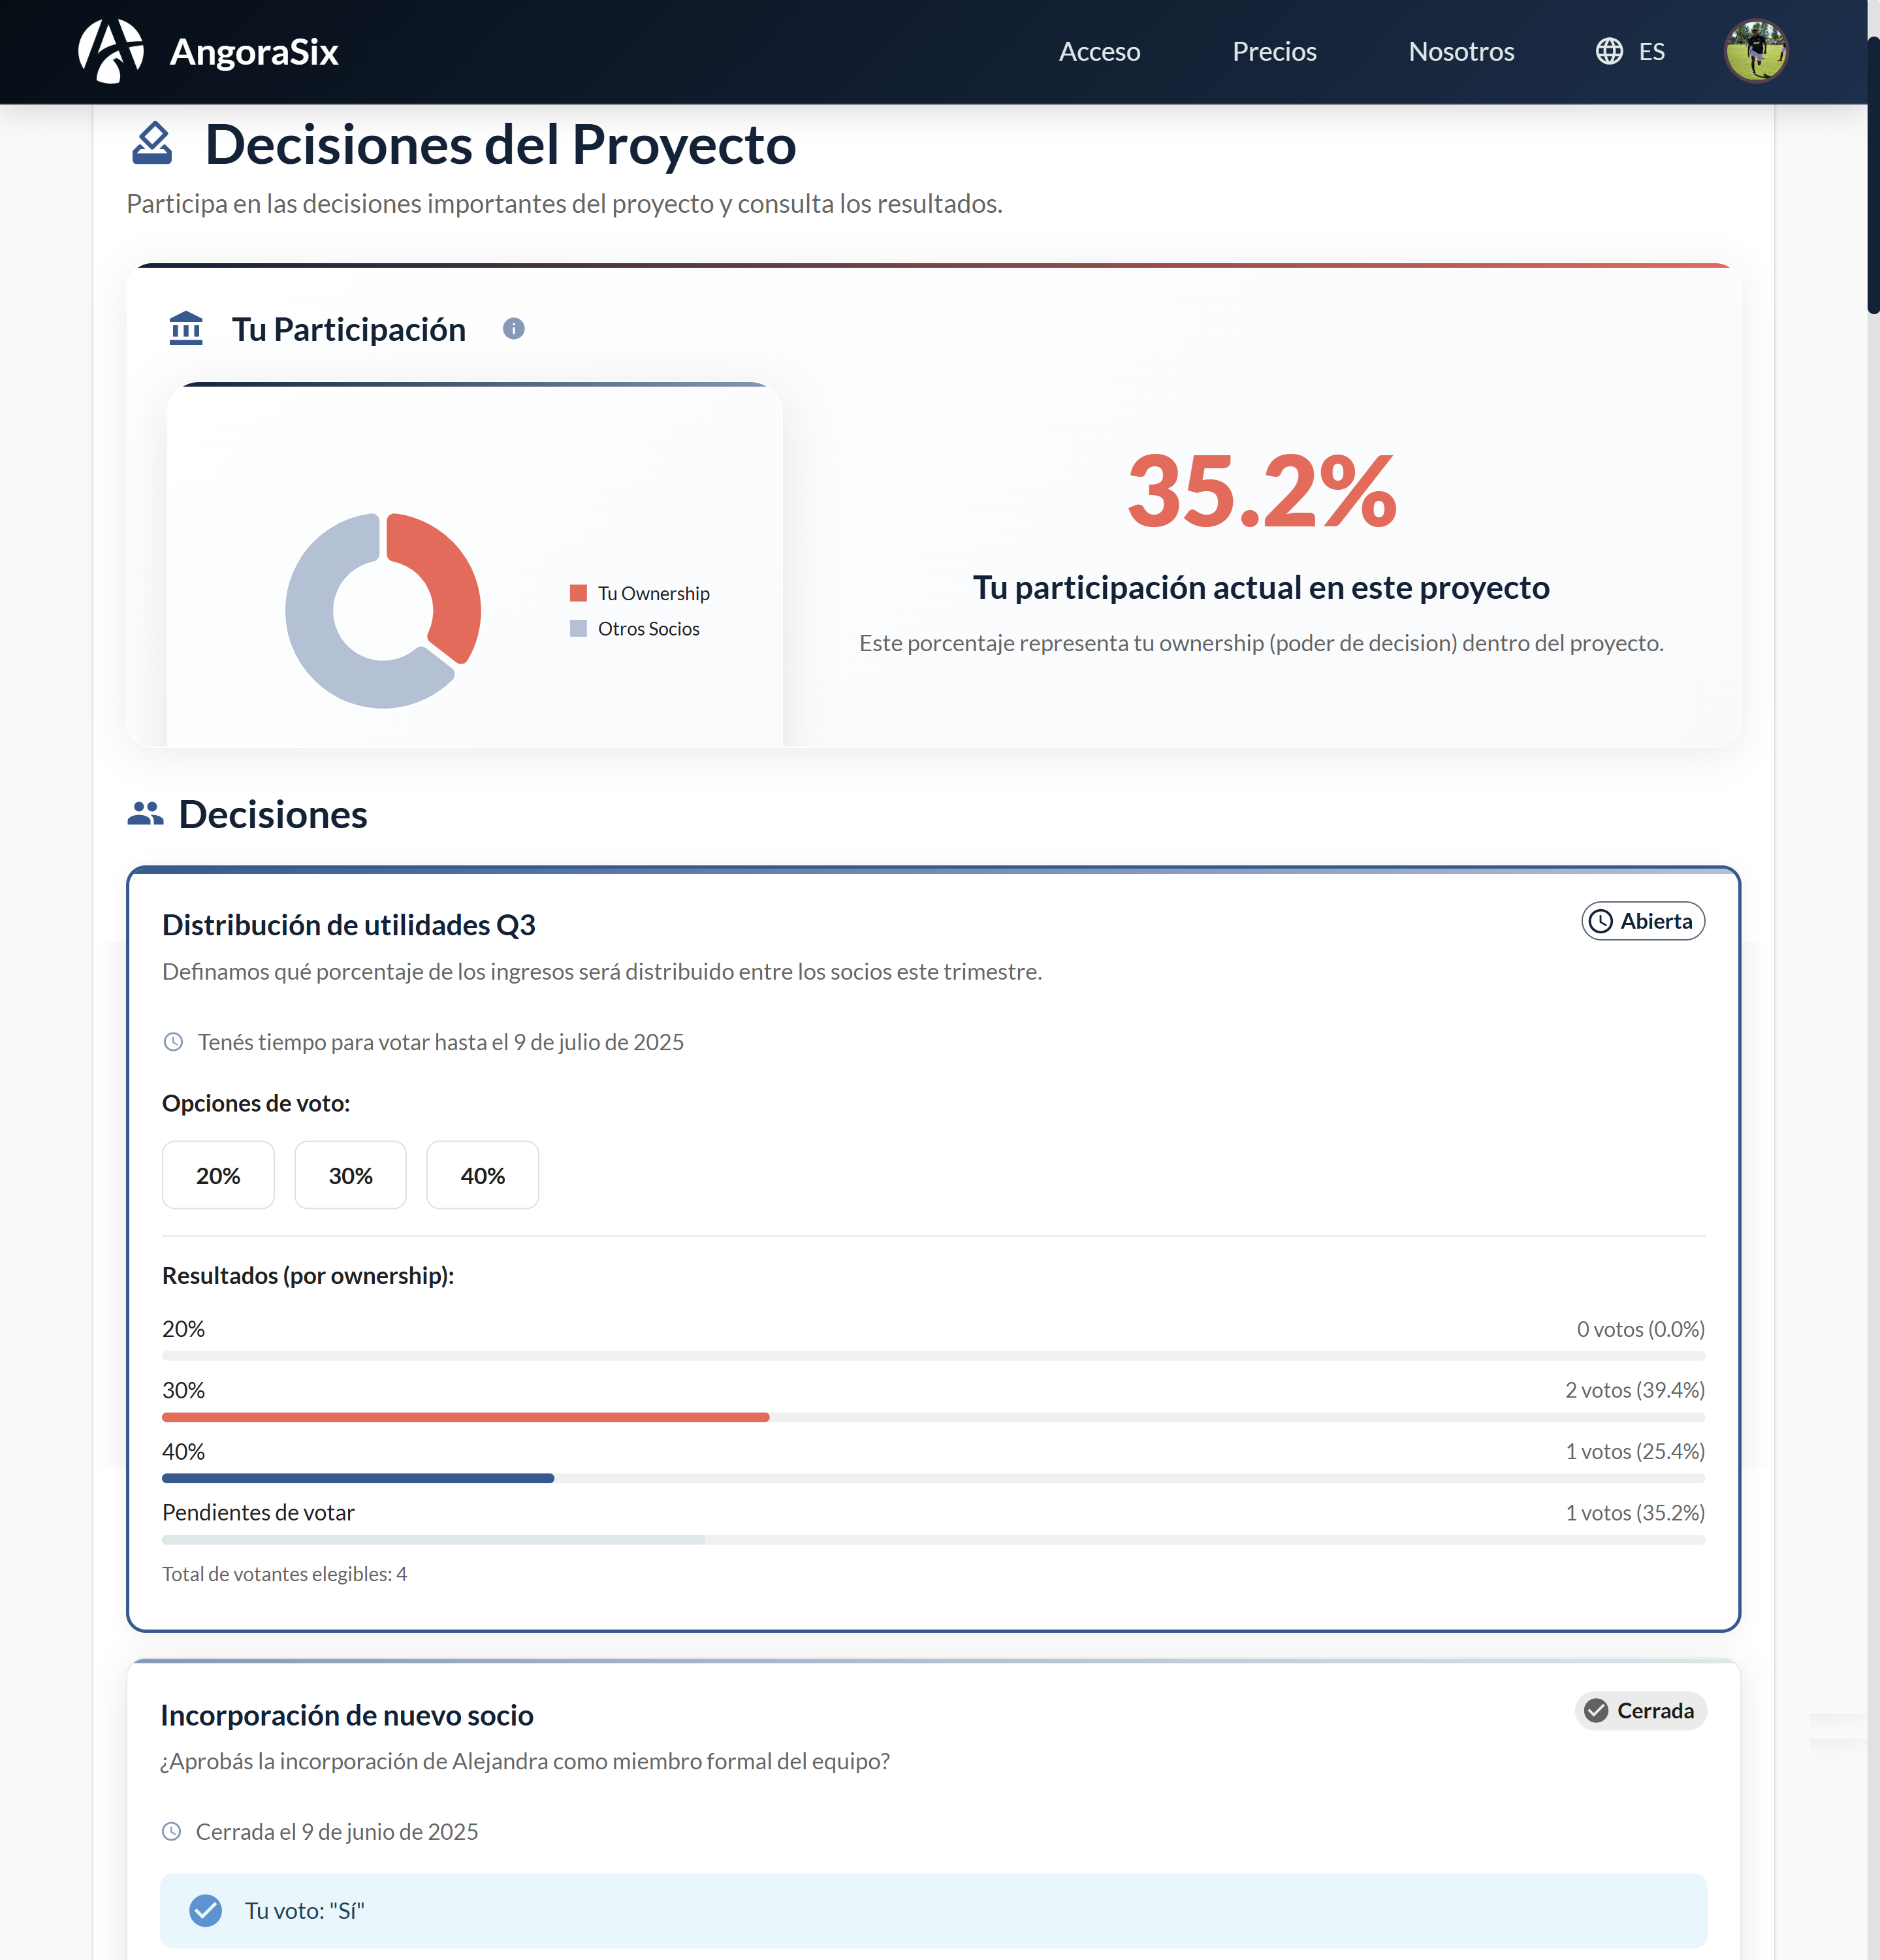 AngoraSix
Acceso
Precios
Nosotros
ES
Decisiones del Proyecto
Participa en las decisiones importantes del proyecto y consulta los resultados.
Tu Participación
Tu Ownership
Otros Socios
35.2%
Tu participación actual en este proyecto
Este porcentaje representa tu ownership (poder de decision) dentro del proyecto.
Decisiones
Distribución de utilidades Q3
Abierta
Definamos qué porcentaje de los ingresos será distribuido entre los socios este trimestre.
Tenés tiempo para votar hasta el 9 de julio de 2025
Opciones de voto:
20%
30%
40%
Resultados (por ownership):
20%
0 votos (0.0%)
30%
2 votos (39.4%)
40%
1 votos (25.4%)
Pendientes de votar
1 votos (35.2%)
Total de votantes elegibles: 4
Incorporación de nuevo socio
Cerrada
¿Aprobás la incorporación de Alejandra como miembro formal del equipo?
Cerrada el 9 de junio de 2025
Tu voto: "Sí"